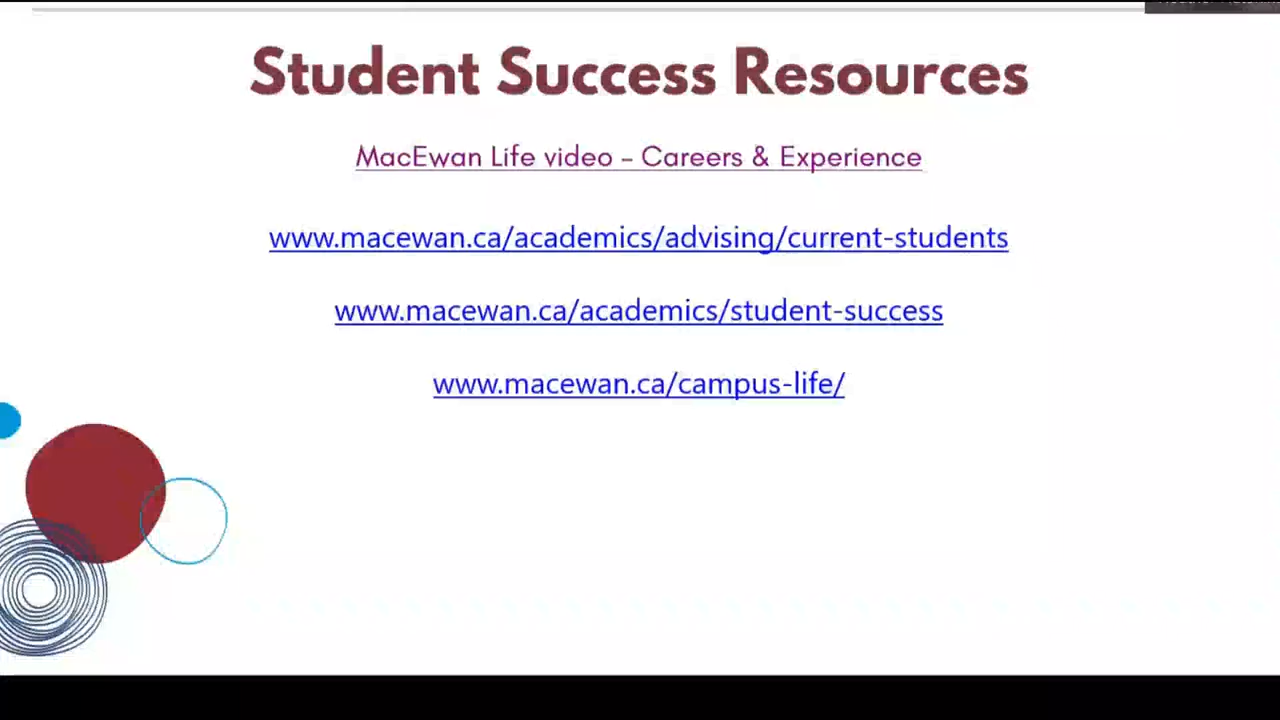 Student Success Resources
MacEwan Life video – Careers & Experience
www.macewan.ca/academics/advising/current-students
www.macewan.ca/academics/student-success
www.macewan.ca/campus-life/